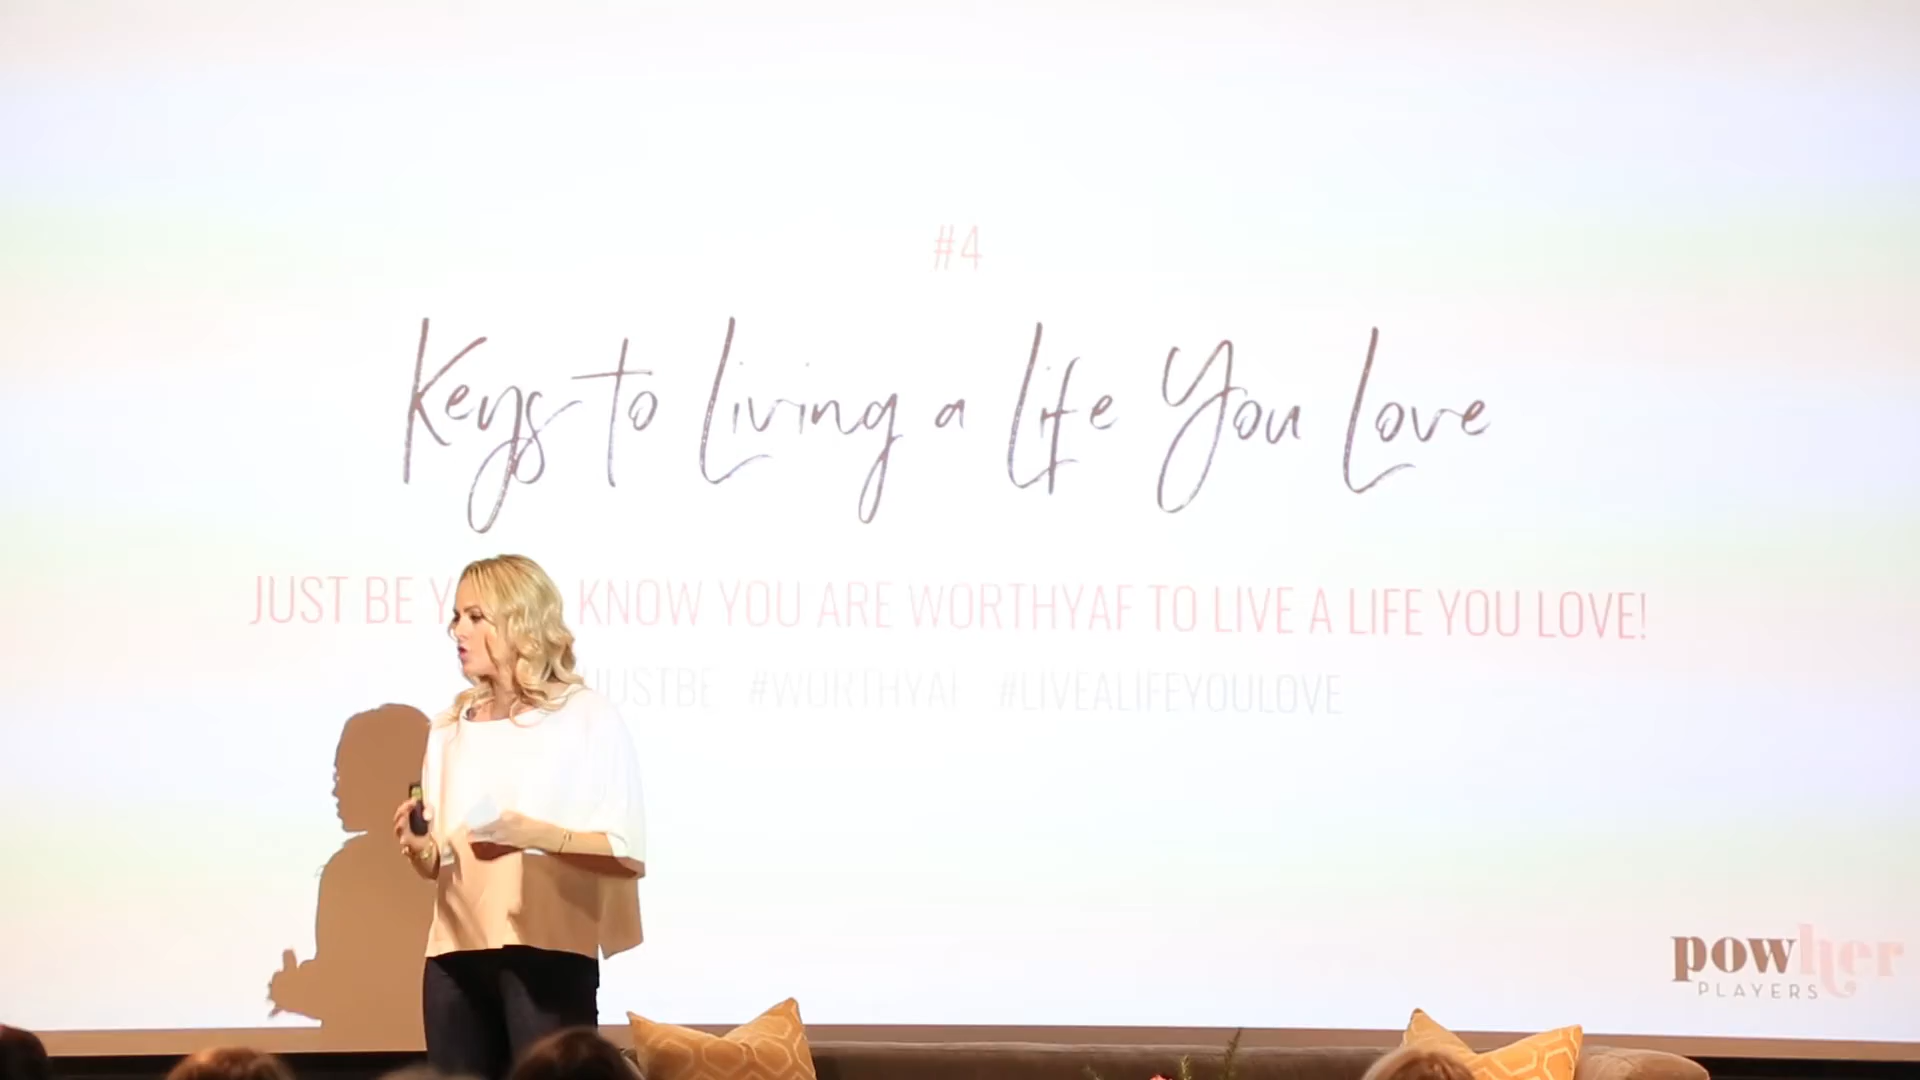 #4
Keys to Living a Life You Love
JUST BE KNOW YOU ARE WORTHYAF TO LIVE A LIFE YOU LOVE!
#WORTHYAF #LIVEALIFEYOULOVE
powher
PLAYERS